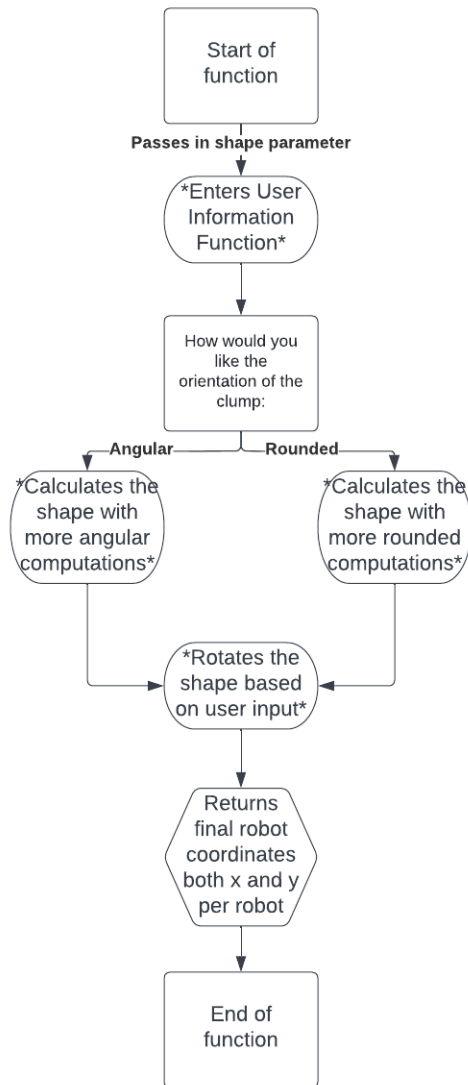 Start of
function
Passes in shape parameter
*Enters User
Information
Function*
How would you
like the
orientation of the
clump:
Angular
Rounded
*Calculates the
shape with
more angular
computations*
*Calculates the
shape with
more rounded
computations*
*Rotates the
shape based
on user input*
Returns
final robot
coordinates
both x and y
per robot
End of
function